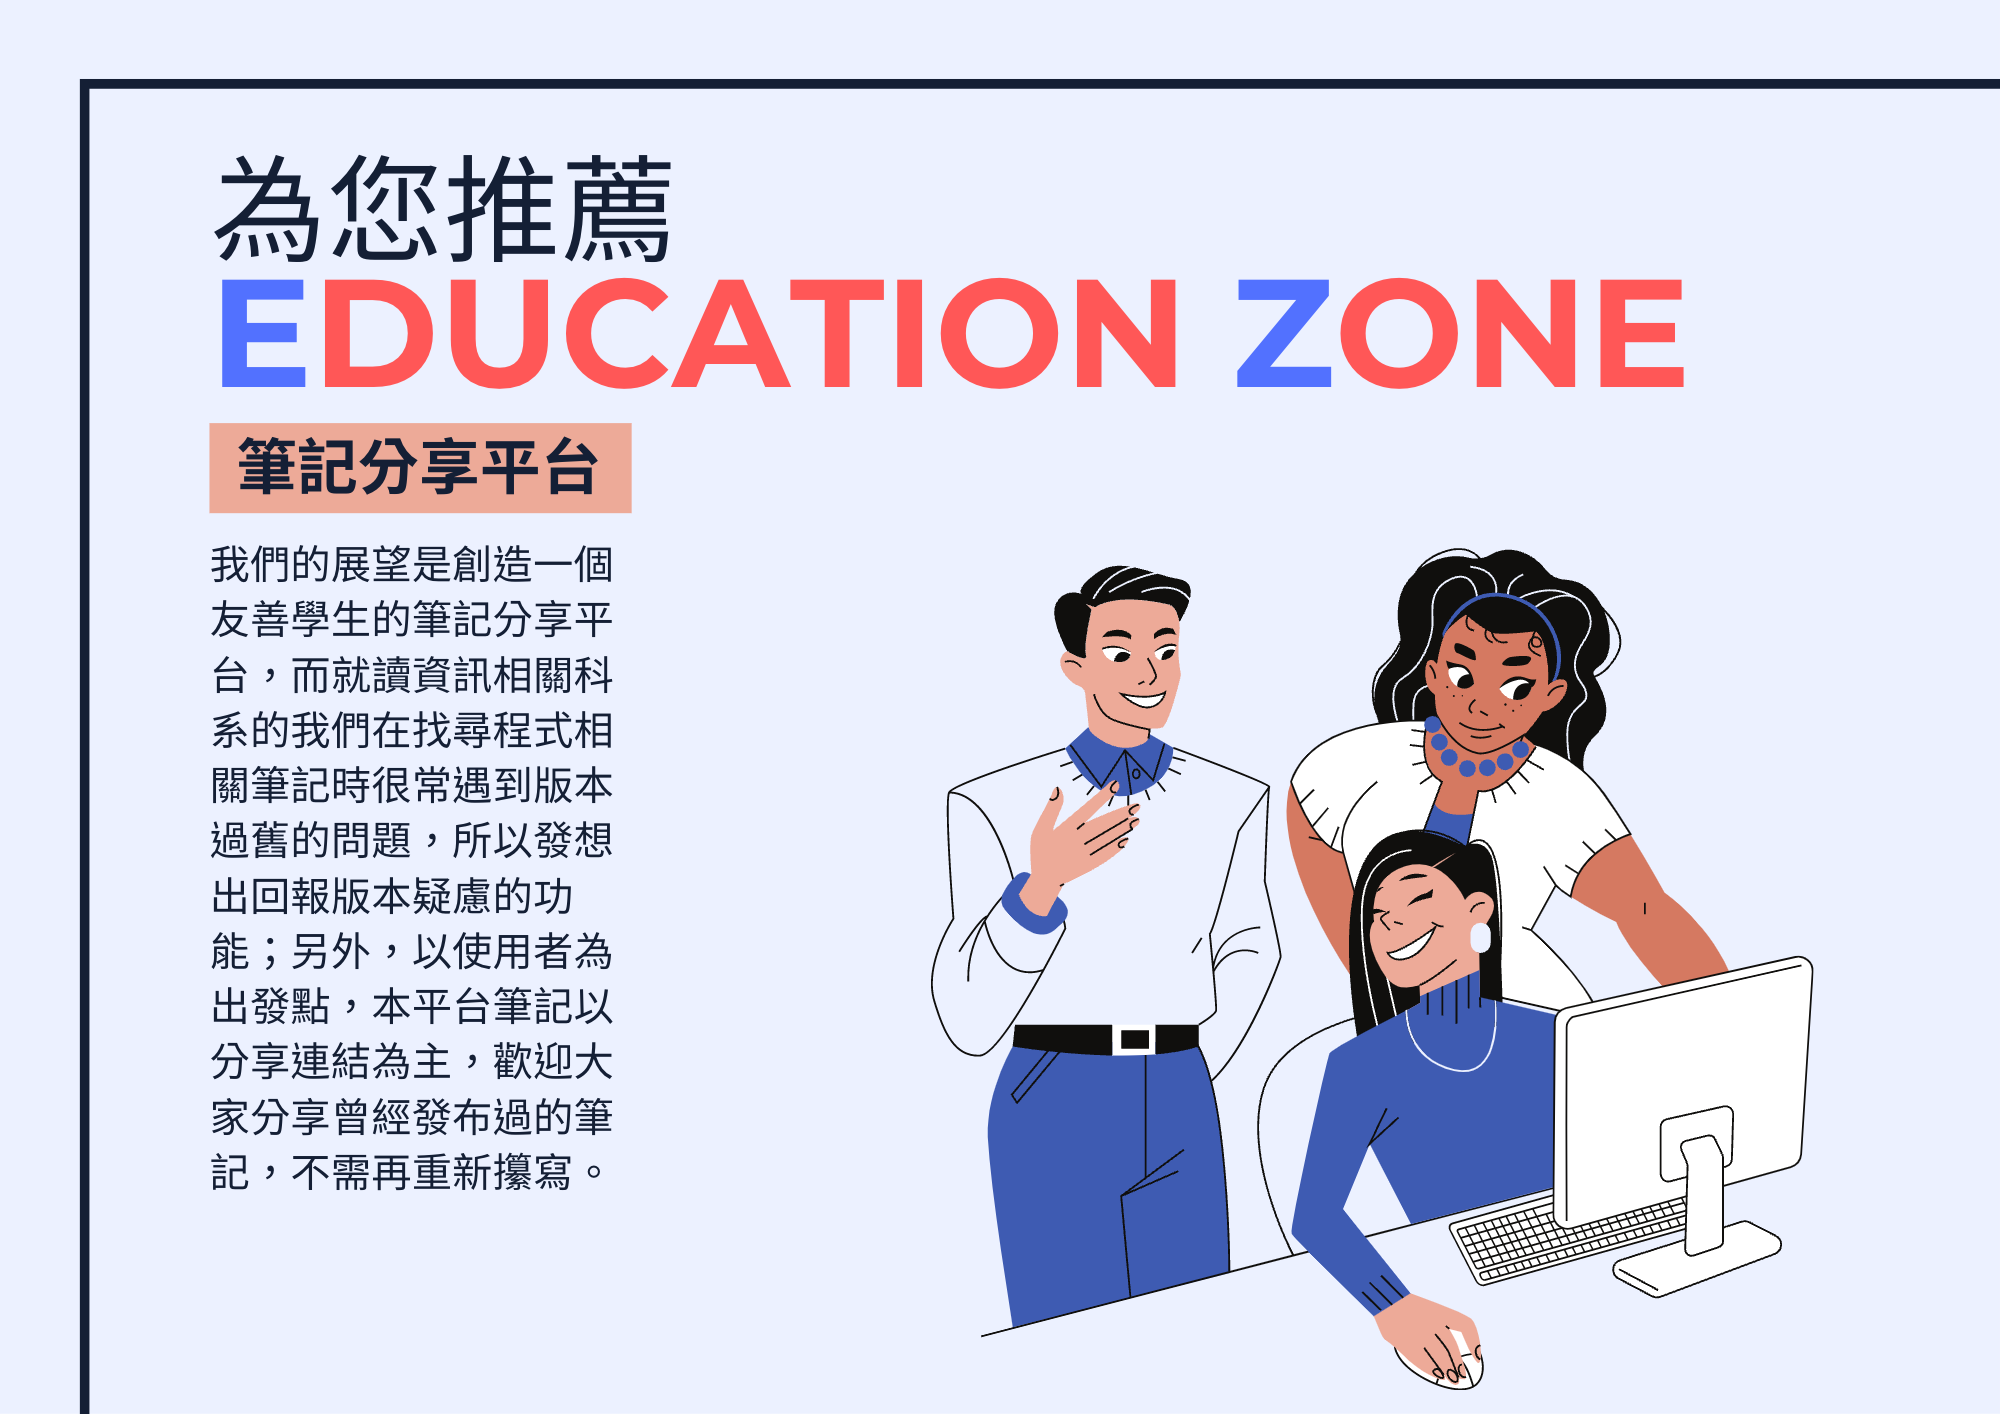 為您推薦
EDUCATION ZONE
筆記分享平台
我們的展望是創造一個
友善學生的筆記分享平
台，而就讀資訊相關科
系的我們在找尋程式相
關筆記時很常遇到版本
過舊的問題，所以發想
出回報版本疑慮的功
能；另外，以使用者為
出發點，本平台筆記以
分享連結為主，歡迎大
家分享曾經發布過的筆
記，不需再重新攥寫。